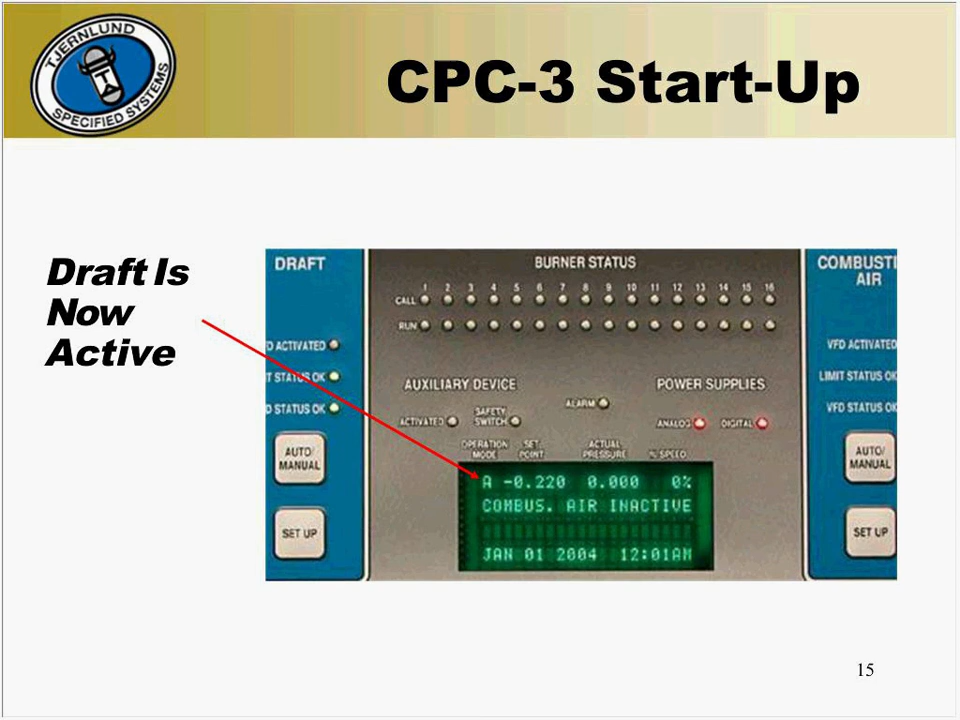 TJERNLUND
SPECIFIED SYSTEMS
CPC-3 Start-Up
Draft Is
Now
Active
DRAFT
BURNER STATUS
COMBUSTI
AIR
1 2 3 4 5 6 7 8 9 10 11 12 13 14 15 16
CALL
RUN
D ACTIVATED
T STATUS OK
D STATUS OK
VFD ACTIVATED
LIMIT STATUS OK
VFD STATUS OK
AUXILIARY DEVICE
POWER SUPPLIES
ALARM
ACTIVATED
SAFETY
SWITCH
ANALOG
DIGITAL
OPERATION
MODE
SET
POINT
ACTUAL
PRESSURE
% SPEED
AUTO/
MANUAL
SET UP
A -0.220 0.000 0%
COMBUS. AIR INACTIVE
JAN 01 2004 12:01AM
AUTO/
MANUAL
SET UP
15